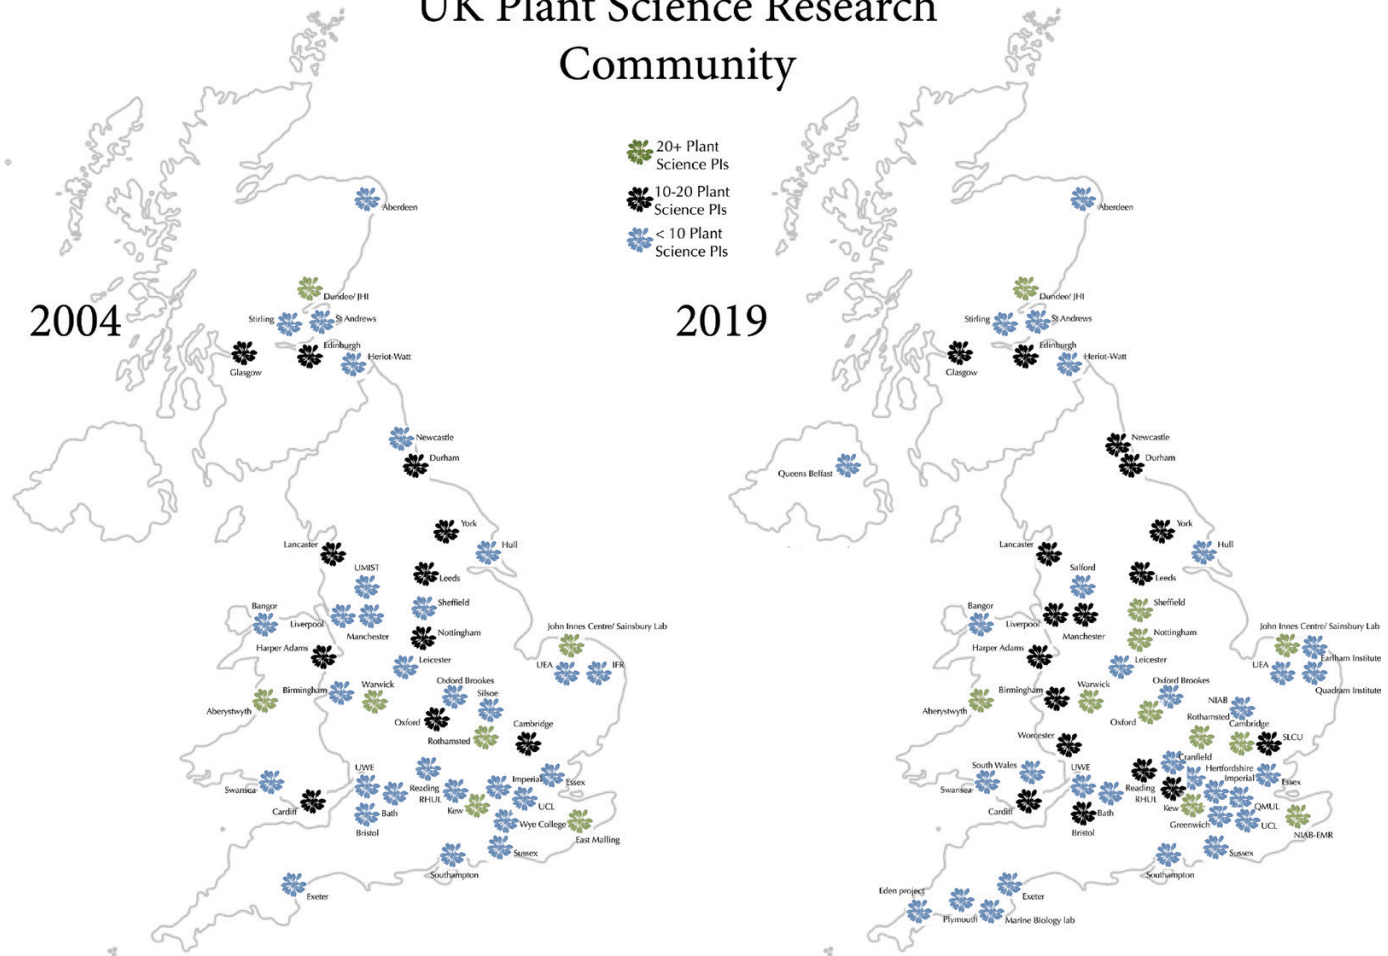 UK Plant Science Research
Community
20+ Plant
Science PIs
10-20 Plant
Science PIs
< 10 Plant
Science PIs
2004
Aberdeen
Dundee/ JHI
Stirling
St Andrews
Edinburgh
Glasgow
Heriot-Watt
Newcastle
Durham
York
Lancaster
Hull
UMIST
Leeds
Bangor
Sheffield
Liverpool
Manchester
Nottingham
John Innes Centre/ Sainsbury Lab
Harper Adams
Leicester
UEA
IFR
Birmingham
Warwick
Oxford Brookes
Silsoe
Aberystwyth
Oxford
Cambridge
Rothamsted
UWE
Imperial
Essex
Swansea
Reading
RHUL
Cardiff
Bath
Kew
UCL
Bristol
Wye College
East Malling
Sussex
Southampton
Exeter
2019
Aberdeen
Dundee/ JHI
Stirling
St Andrews
Edinburgh
Glasgow
Heriot-Watt
Newcastle
Durham
Queens Belfast
York
Lancaster
Hull
Salford
Leeds
Bangor
Sheffield
Liverpool
Manchester
Nottingham
John Innes Centre/ Sainsbury Lab
Harper Adams
Leicester
Earlham Institute
UEA
Quadram Institute
Birmingham
Warwick
Oxford Brookes
NIAB
Aberystwyth
Oxford
Rothamsted
Cambridge
Worcester
SLCU
South Wales
UWE
Cranfield
Hertfordshire
Imperial
Essex
Swansea
Reading
RHUL
Cardiff
Bath
Kew
QMUL
Bristol
Greenwich
UCL
NIAB-EMR
Sussex
Southampton
Eden project
Exeter
Plymouth
Marine Biology lab